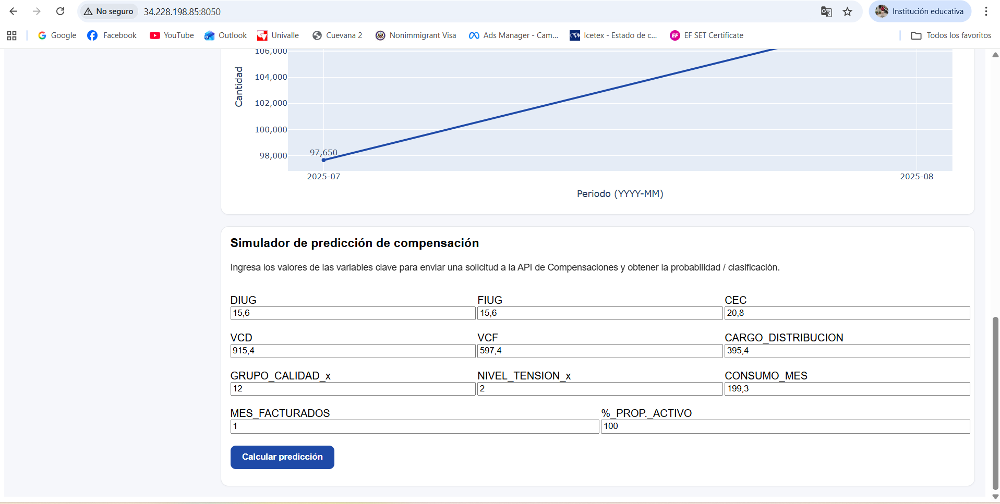 No seguro 34.228.198.85:8050 Institución educativa
Google Facebook YouTube Outlook Univalle Cuevana 2 Nonimmigrant Visa Ads Manager - Cam... Icetex - Estado de c... EF EF SET Certificate Todos los favoritos
106,000
104,000
102,000
100,000
98,000
Cantidad
97,650
2025-07 2025-08
Periodo (YYYY-MM)
Simulador de predicción de compensación
Ingresa los valores de las variables clave para enviar una solicitud a la API de Compensaciones y obtener la probabilidad / clasificación.
DIUG FIUG CEC
15,6 15,6 20,8
VCD VCF CARGO_DISTRIBUCION
915,4 597,4 395,4
GRUPO_CALIDAD_x NIVEL_TENSION_x CONSUMO_MES
12 2 199,3
MES_FACTURADOS %_PROP._ACTIVO
1 100
Calcular predicción